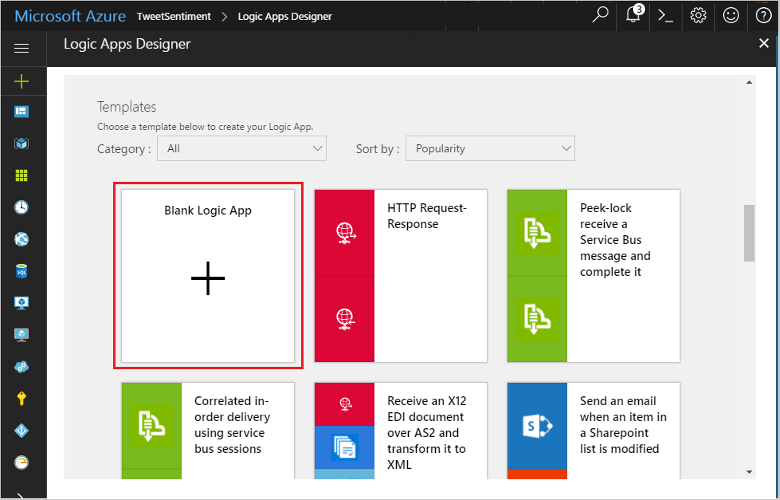 Microsoft Azure TweetSentiment > Logic Apps Designer
3
>_
?
Logic Apps Designer
Templates
Choose a template below to create your Logic App.
Category : All
Sort by : Popularity
Blank Logic App
HTTP Request-
Response
Peek-lock
receive a
Service Bus
message and
complete it
Correlated in-
order delivery
using service
bus sessions
Receive an X12
EDI document
over AS2 and
transform it to
XML
Send an email
when an item in
a Sharepoint
list is modified
SQL
S